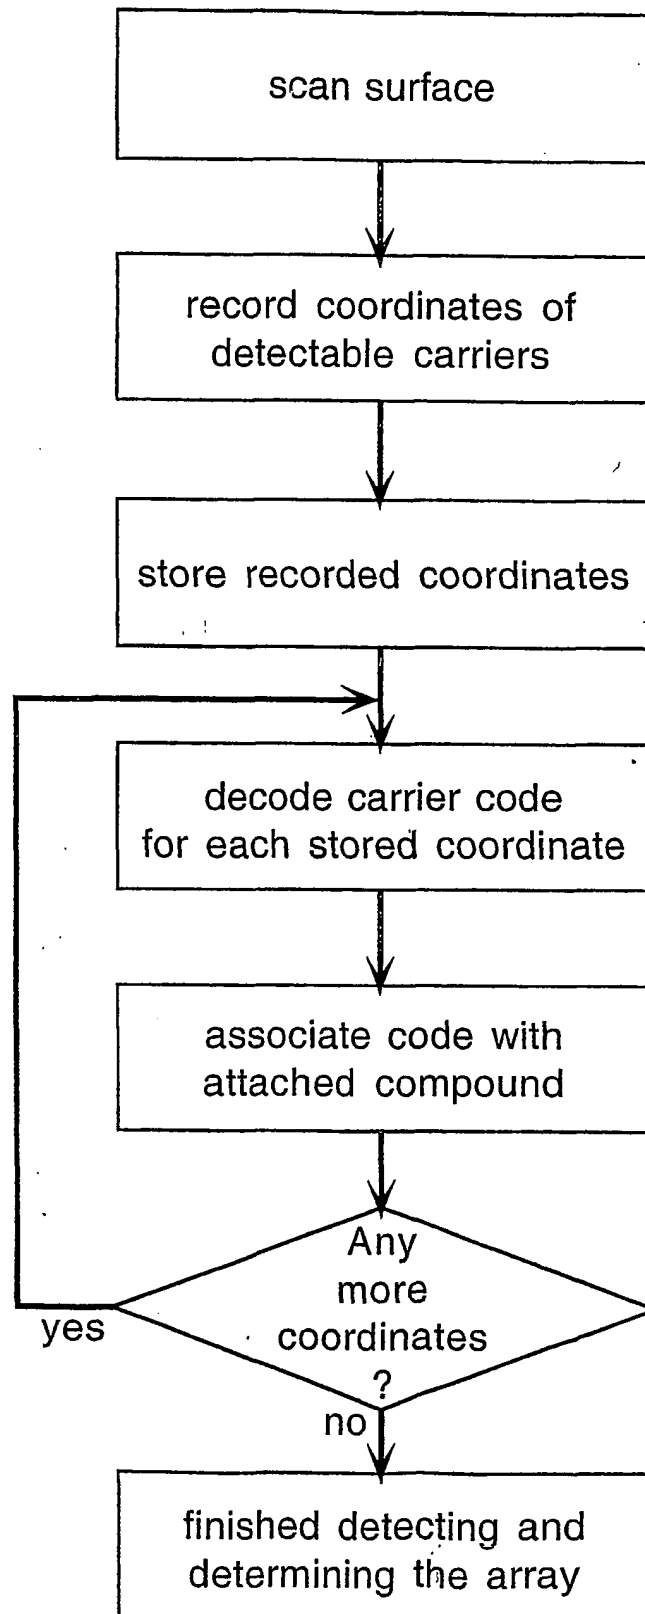 scan surface
record coordinates of
detectable carriers
store recorded coordinates
decode carrier code
for each stored coordinate
associate code with
attached compound
Any
more
coordinates
?
yes
no
finished detecting and
determining the array